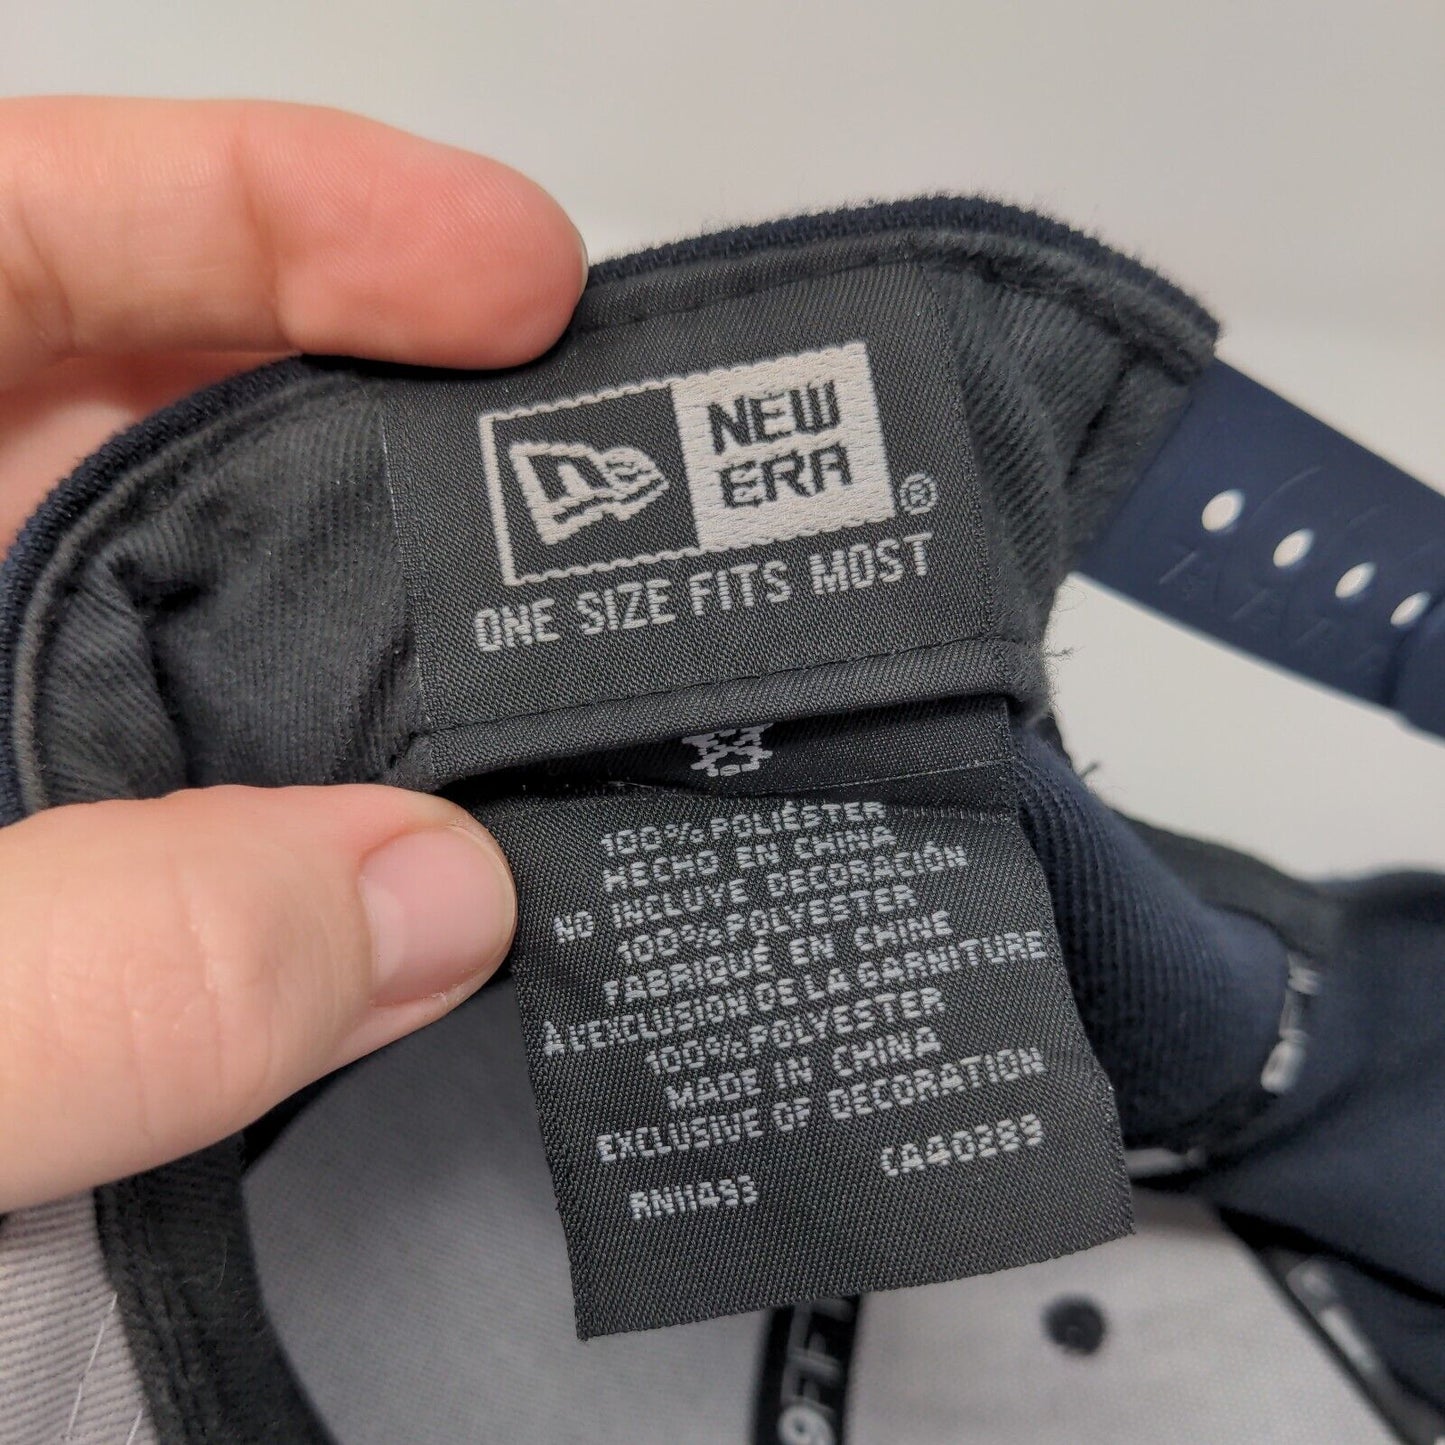 NEW
ERA
®
ONE SIZE FITS MOST
100% POLIÉSTER
HECHO EN CHINA
NO INCLUYE DECORACIÓN
100% POLYESTER
FABRIQUÉ EN CHINE
À L'EXCLUSION DE LA GARNITURE
100% POLYESTER
MADE IN CHINA
EXCLUSIVE OF DECORATION
RN11493 CA40289